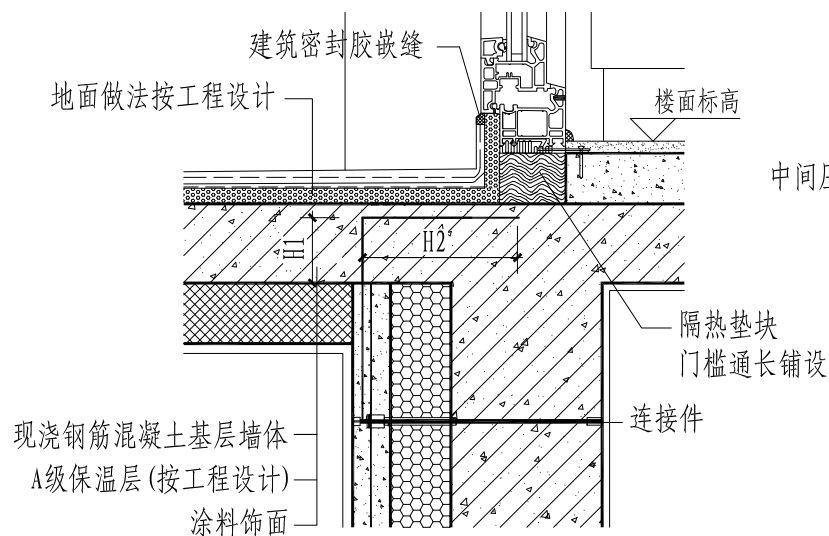 建筑密封胶嵌缝
地面做法按工程设计
楼面标高
中间
H1
H2
隔热垫块
门槛通长铺设
连接件
现浇钢筋混凝土基层墙体
A级保温层(按工程设计)
涂料饰面